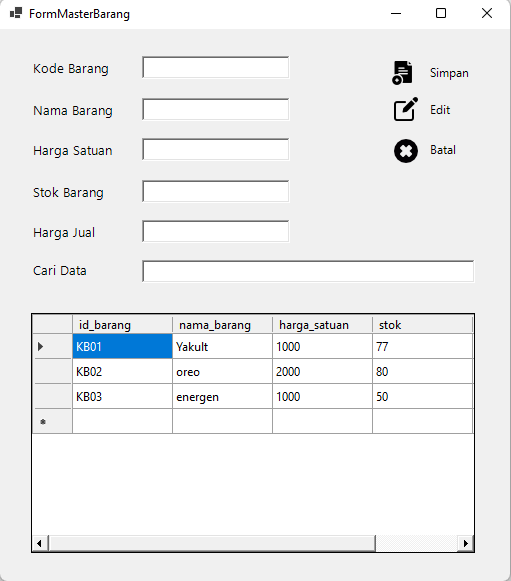 FormMasterBarang
Kode Barang
Simpan
Nama Barang
Edit
Harga Satuan
Batal
Stok Barang
Harga Jual
Cari Data
id_barang nama_barang harga_satuan stok
KB01 Yakult 1000 77
KB02 oreo 2000 80
KB03 energen 1000 50